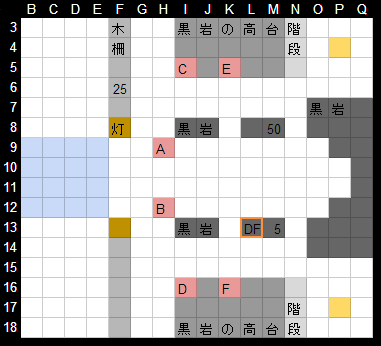 B C D E F G H I J K L M N O P Q
3 木 黒 岩 の 高 台 階
4 柵 段
5 C E
6 25
7 黒 岩
8 灯 黒 岩 50
9 A
10
11
12 B
13 黒 岩 DF 5
14
15
16 D F
17 階
18 黒 岩 の 高 台 段